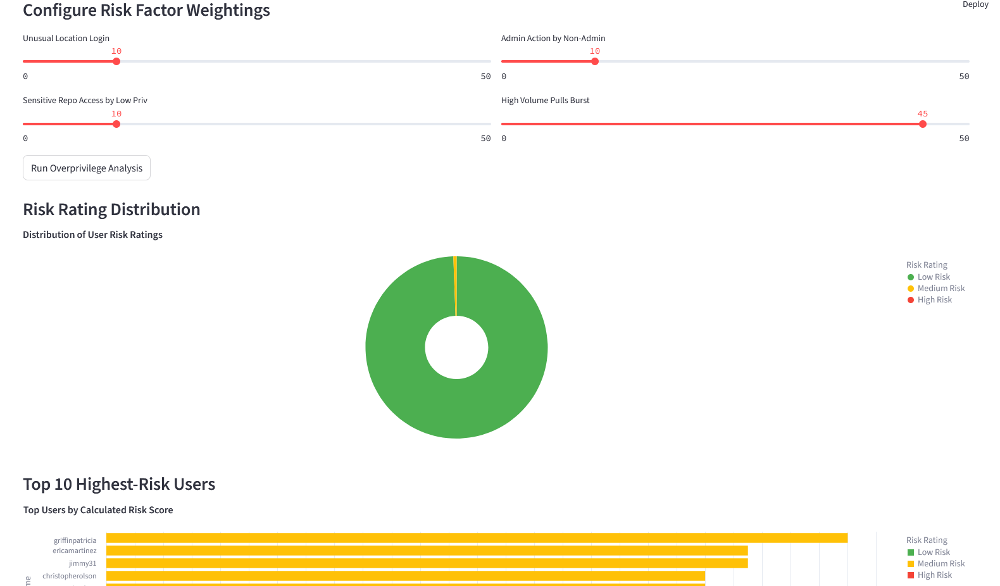 Configure Risk Factor Weightings
Deploy
Unusual Location Login
10
0
50
Admin Action by Non-Admin
10
0
50
Sensitive Repo Access by Low Priv
10
0
50
High Volume Pulls Burst
45
0
50
Run Overprivilege Analysis
Risk Rating Distribution
Distribution of User Risk Ratings
Risk Rating
Low Risk
Medium Risk
High Risk
Top 10 Highest-Risk Users
Top Users by Calculated Risk Score
griffinpatricia
ericamartinez
jimmy31
christopherolson
Risk Rating
Low Risk
Medium Risk
High Risk